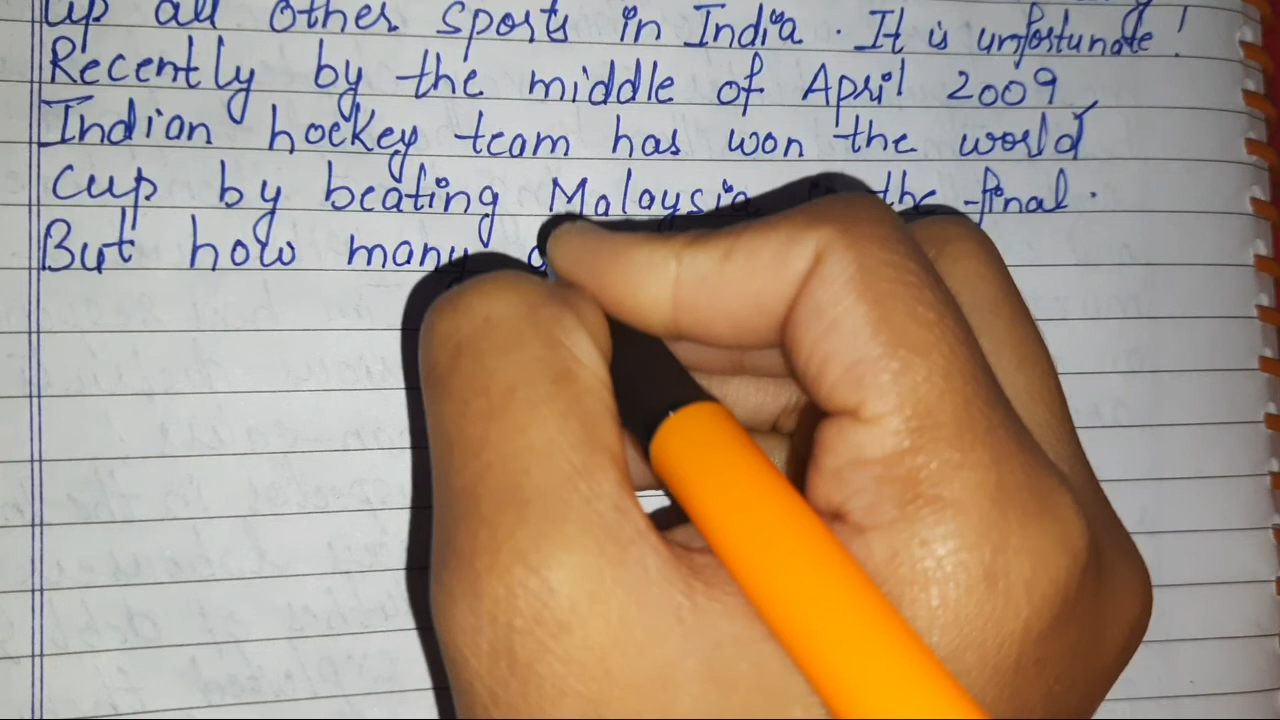 up all other sports in India. It is unfortunate!
Recently by the middle of April 2009,
Indian hockey team has won the world
cup by beating Malaysia the final.
But how many